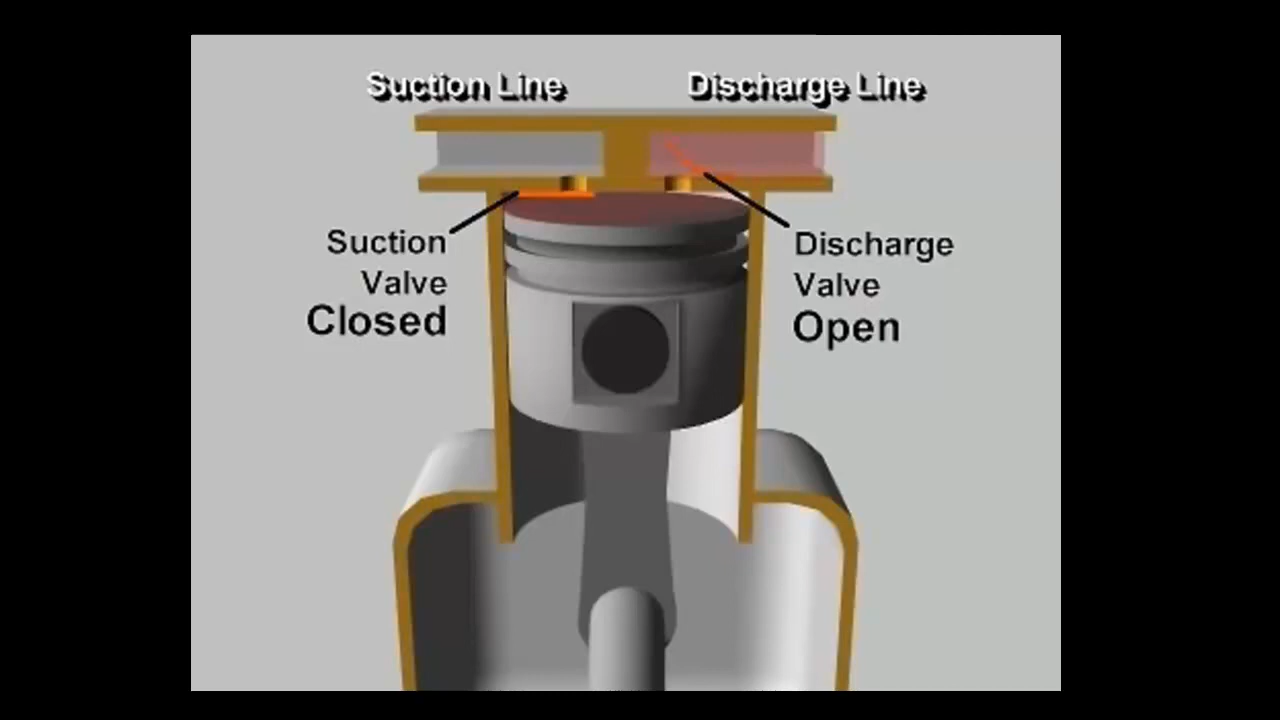 Suction Line
Discharge Line
Suction
Valve
Closed
Discharge
Valve
Open